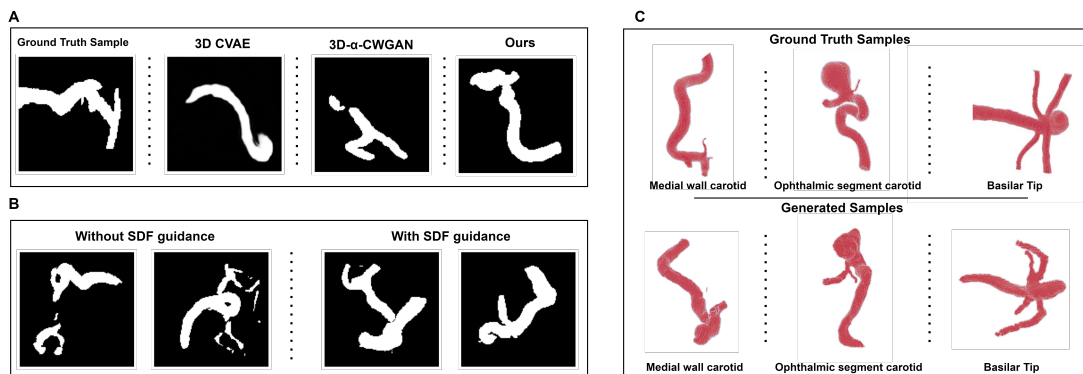 A
Ground Truth Sample
3D CVAE
3D-α-CWGAN
Ours
B
Without SDF guidance
With SDF guidance
C
Ground Truth Samples
Medial wall carotid
Ophthalmic segment carotid
Basilar Tip
Generated Samples
Medial wall carotid
Ophthalmic segment carotid
Basilar Tip